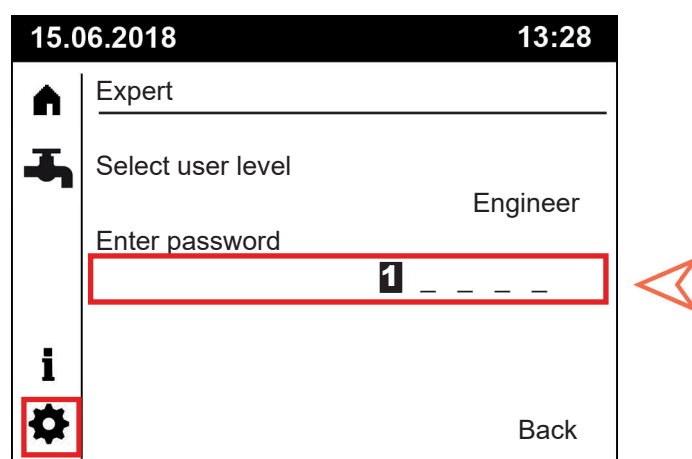 15.06.2018 13:28
Expert
Select user level
Engineer
Enter password
1 _ _ _ _
i
Back